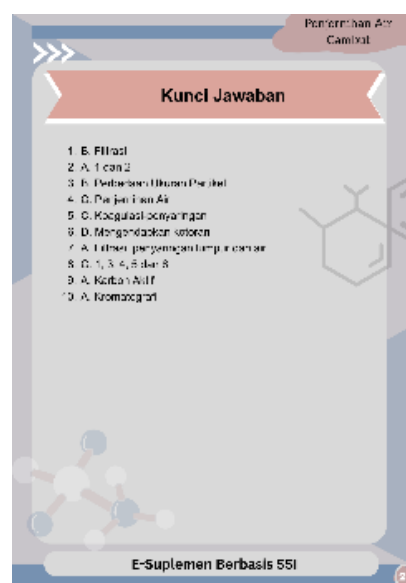 Penjernihan Air
Carnival
Kunci Jawaban
1. B. Filtrasi
2. A. 1 dan 2
3. B. Perbedaan Ukuran Partikel
4. C. Penjernihan Air
5. C. Koagulasi-penyaringan
6. D. Mengendapkan kotoran
7. A. Filtrasi, penyaringan lumpur dan air
8. C. 1, 3, 4, 5 dan 6
9. A. Karbon Aktif
10. A. Kromatografi
E-Suplemen Berbasis SSI